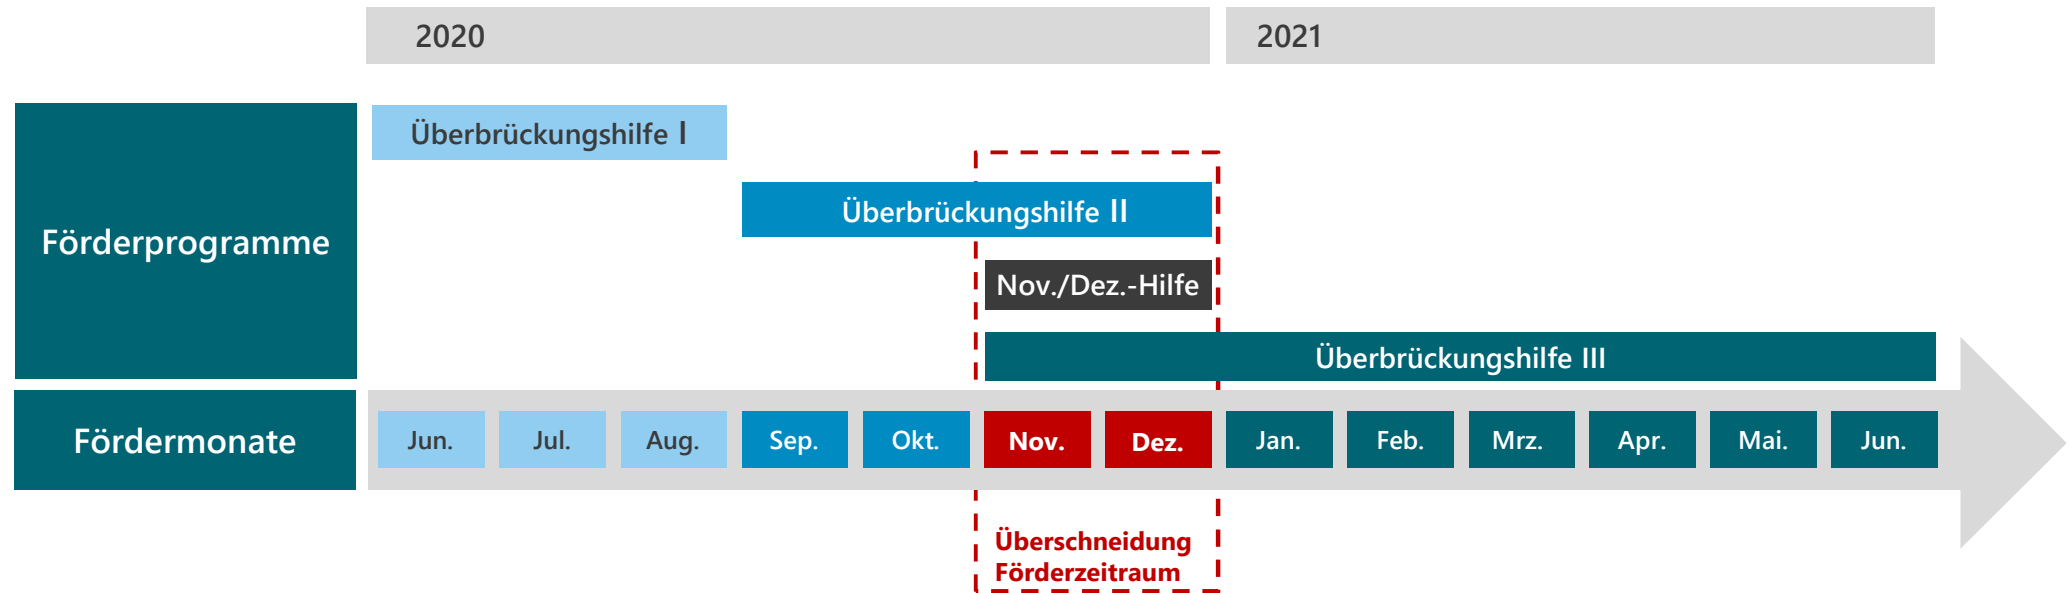 2020
2021
Förderprogramme
Überbrückungshilfe I
Überbrückungshilfe II
Nov./Dez.-Hilfe
Überbrückungshilfe III
Fördermonate
Jun.
Jul.
Aug.
Sep.
Okt.
Nov.
Dez.
Jan.
Feb.
Mrz.
Apr.
Mai.
Jun.
Überschneidung
Förderzeitraum